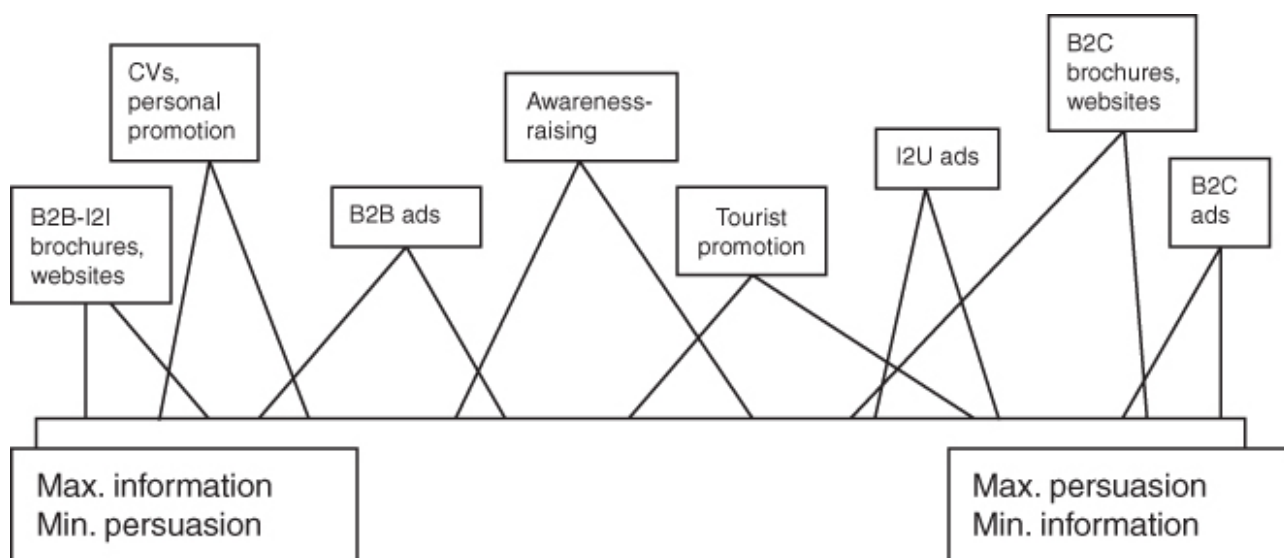 CVs,
personal
promotion
B2B-I2I
brochures,
websites
B2B ads
Awareness-
raising
Tourist
promotion
I2U ads
B2C
brochures,
websites
B2C
ads
Max. information
Min. persuasion
Max. persuasion
Min. information